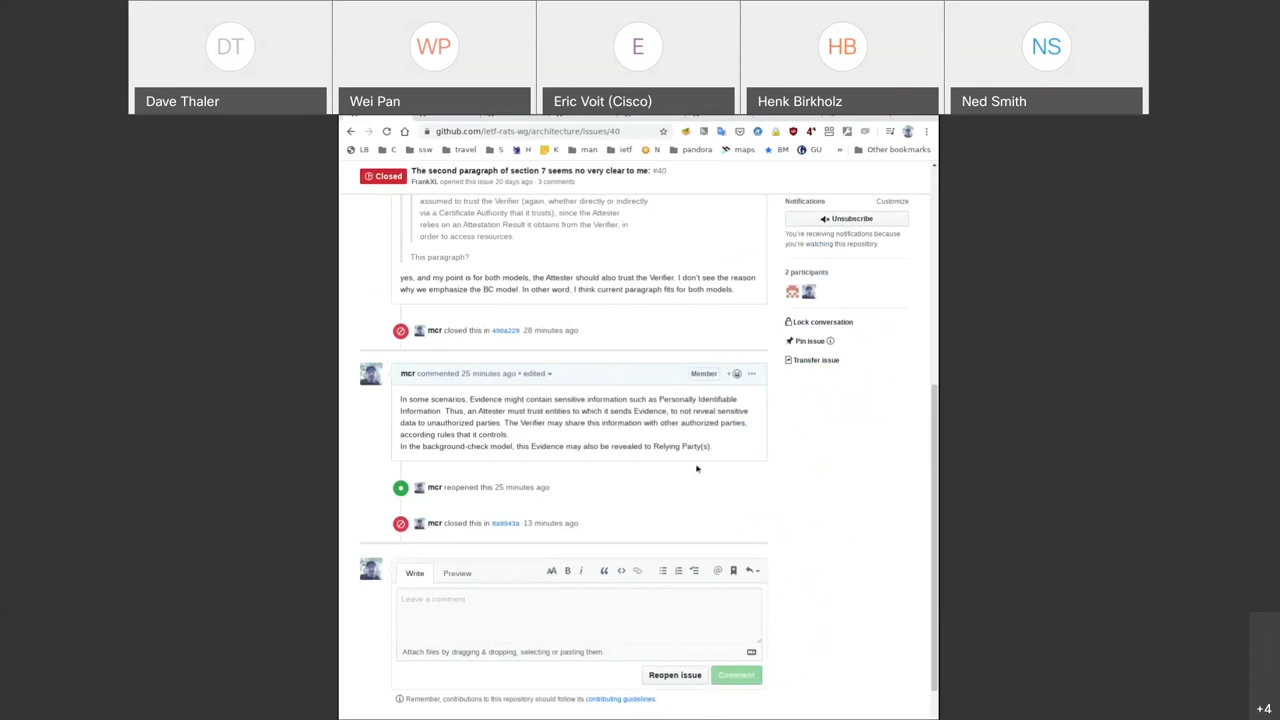 DT
WP
E
HB
NS
Dave Thaler
Wei Pan
Eric Voit (Cisco)
Henk Birkholz
Ned Smith
github.com/ietf-rats-wg/architecture/issues/40
LB
C
ssw
travel
S
H
K
man
ietf
N
pandora
maps
BM
GU
»
Other bookmarks
Closed
The second paragraph of section 7 seems no very clear to me: #40
FrankXL opened this issue 20 days ago · 3 comments
assumed to trust the Verifier (again, whether directly or indirectly
via a Certificate Authority that it trusts), since the Attester
relies on an Attestation Result it obtains from the Verifier, in
order to access resources.
This paragraph?
yes, and my point is for both models, the Attester should also trust the Verifier. I don't see the reason
why we emphasize the BC model. In other word, I think current paragraph fits for both models.
mcr closed this in 490a229 28 minutes ago
mcr commented 25 minutes ago • edited
Member
In some scenarios, Evidence might contain sensitive information such as Personally Identifiable
Information. Thus, an Attester must trust entities to which it sends Evidence, to not reveal sensitive
data to unauthorized parties. The Verifier may share this information with other authorized parties,
according rules that it controls.
In the background-check model, this Evidence may also be revealed to Relying Party(s).
mcr reopened this 25 minutes ago
mcr closed this in 8a9943a 13 minutes ago
Write
Preview
AA B i
Leave a comment
Attach files by dragging & dropping, selecting or pasting them.
Reopen issue
Comment
Remember, contributions to this repository should follow its contributing guidelines.
Notifications
Customize
Unsubscribe
You're receiving notifications because
you're watching this repository.
2 participants
Lock conversation
Pin issue
Transfer issue
+4